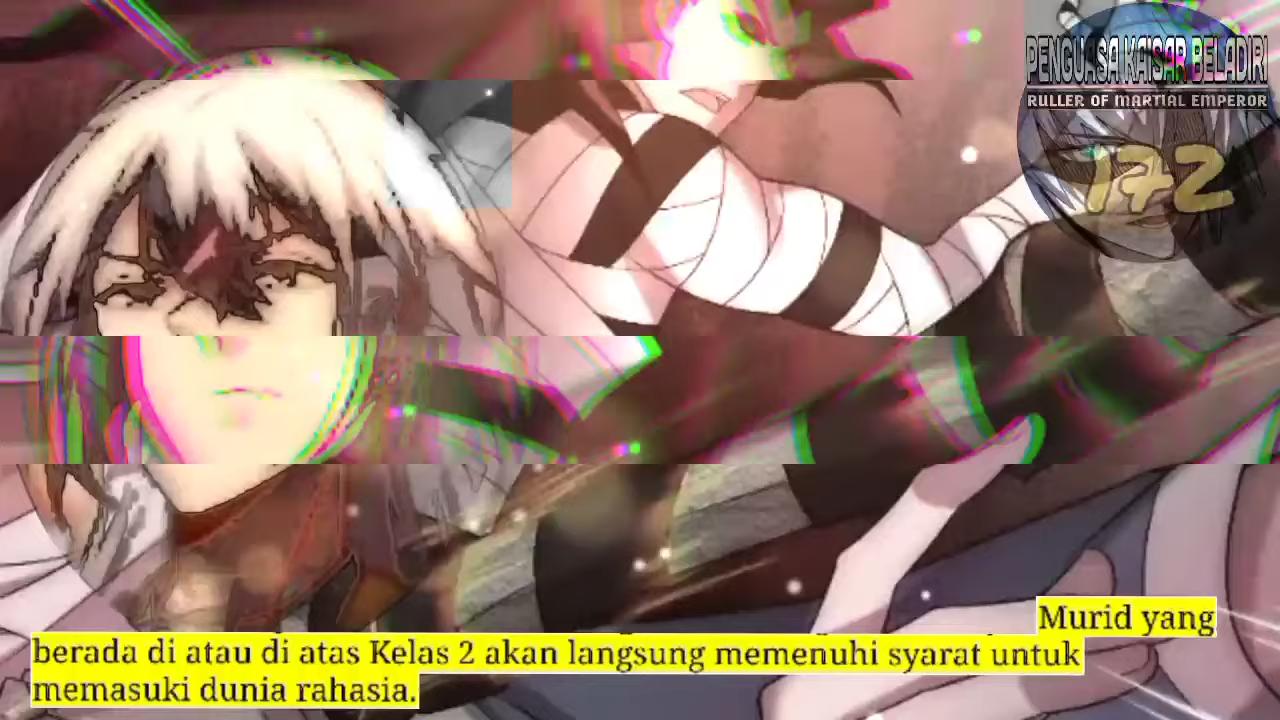 PENGUASA KAISAR BELADIRI
RULLER OF MARTIAL EMPEROR
172
Murid yang
berada di atau di atas Kelas 2 akan langsung memenuhi syarat untuk
memasuki dunia rahasia.